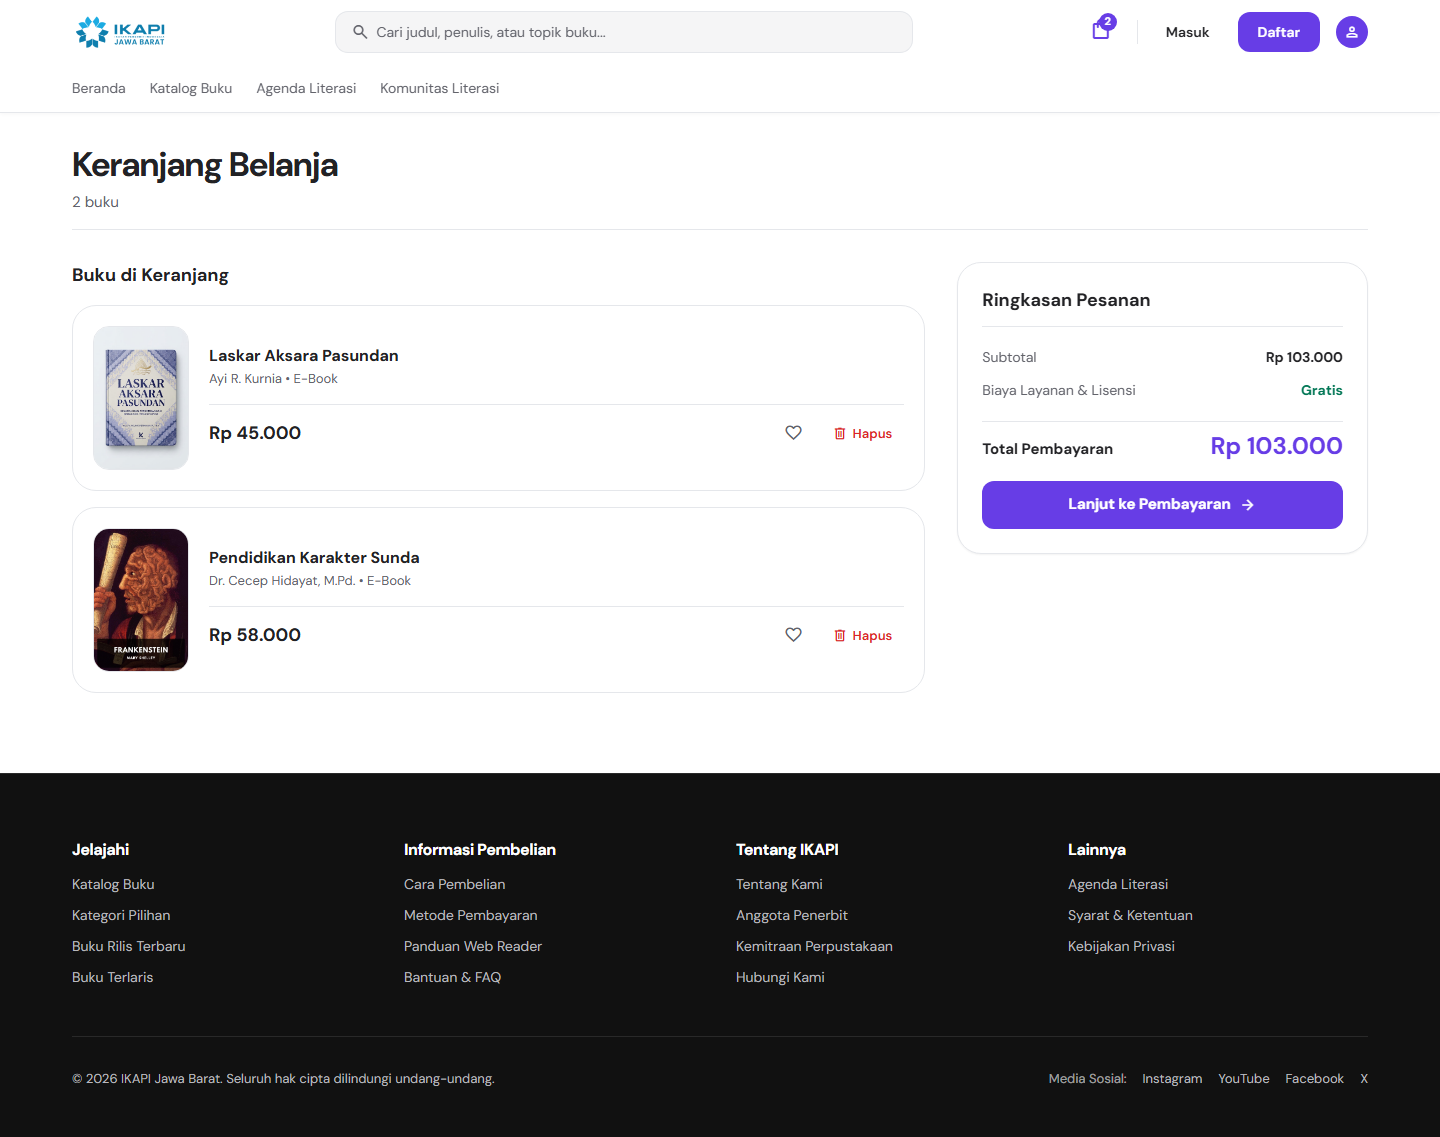 IKAPI
JAWA BARAT
Cari judul, penulis, atau topik buku...
2
Masuk
Daftar
Beranda
Katalog Buku
Agenda Literasi
Komunitas Literasi
Keranjang Belanja
2 buku
Buku di Keranjang
LASKAR
AKSARA
PASUNDAN
Laskar Aksara Pasundan
Ayi R. Kurnia • E-Book
Rp 45.000
Hapus
FRANKENSTEIN
MARY SHELLEY
Pendidikan Karakter Sunda
Dr. Cecep Hidayat, M.Pd. • E-Book
Rp 58.000
Hapus
Ringkasan Pesanan
Subtotal
Rp 103.000
Biaya Layanan & Lisensi
Gratis
Total Pembayaran
Rp 103.000
Lanjut ke Pembayaran →
Jelajahi
Katalog Buku
Kategori Pilihan
Buku Rilis Terbaru
Buku Terlaris
Informasi Pembelian
Cara Pembelian
Metode Pembayaran
Panduan Web Reader
Bantuan & FAQ
Tentang IKAPI
Tentang Kami
Anggota Penerbit
Kemitraan Perpustakaan
Hubungi Kami
Lainnya
Agenda Literasi
Syarat & Ketentuan
Kebijakan Privasi
© 2026 IKAPI Jawa Barat. Seluruh hak cipta dilindungi undang-undang.
Media Sosial:
Instagram
YouTube
Facebook
X